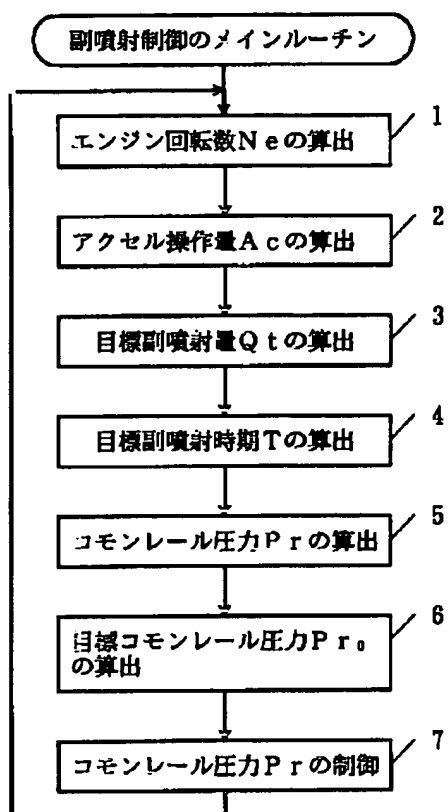 副噴射制御のメインルーチン
1
エンジン回転数Ｎｅの算出
2
アクセル操作量Ａｃの算出
3
目標副噴射量Ｑｔの算出
4
目標副噴射時期Ｔの算出
5
コモンレール圧力Ｐｒの算出
6
目標コモンレール圧力Ｐｒ₀
の算出
7
コモンレール圧力Ｐｒの制御